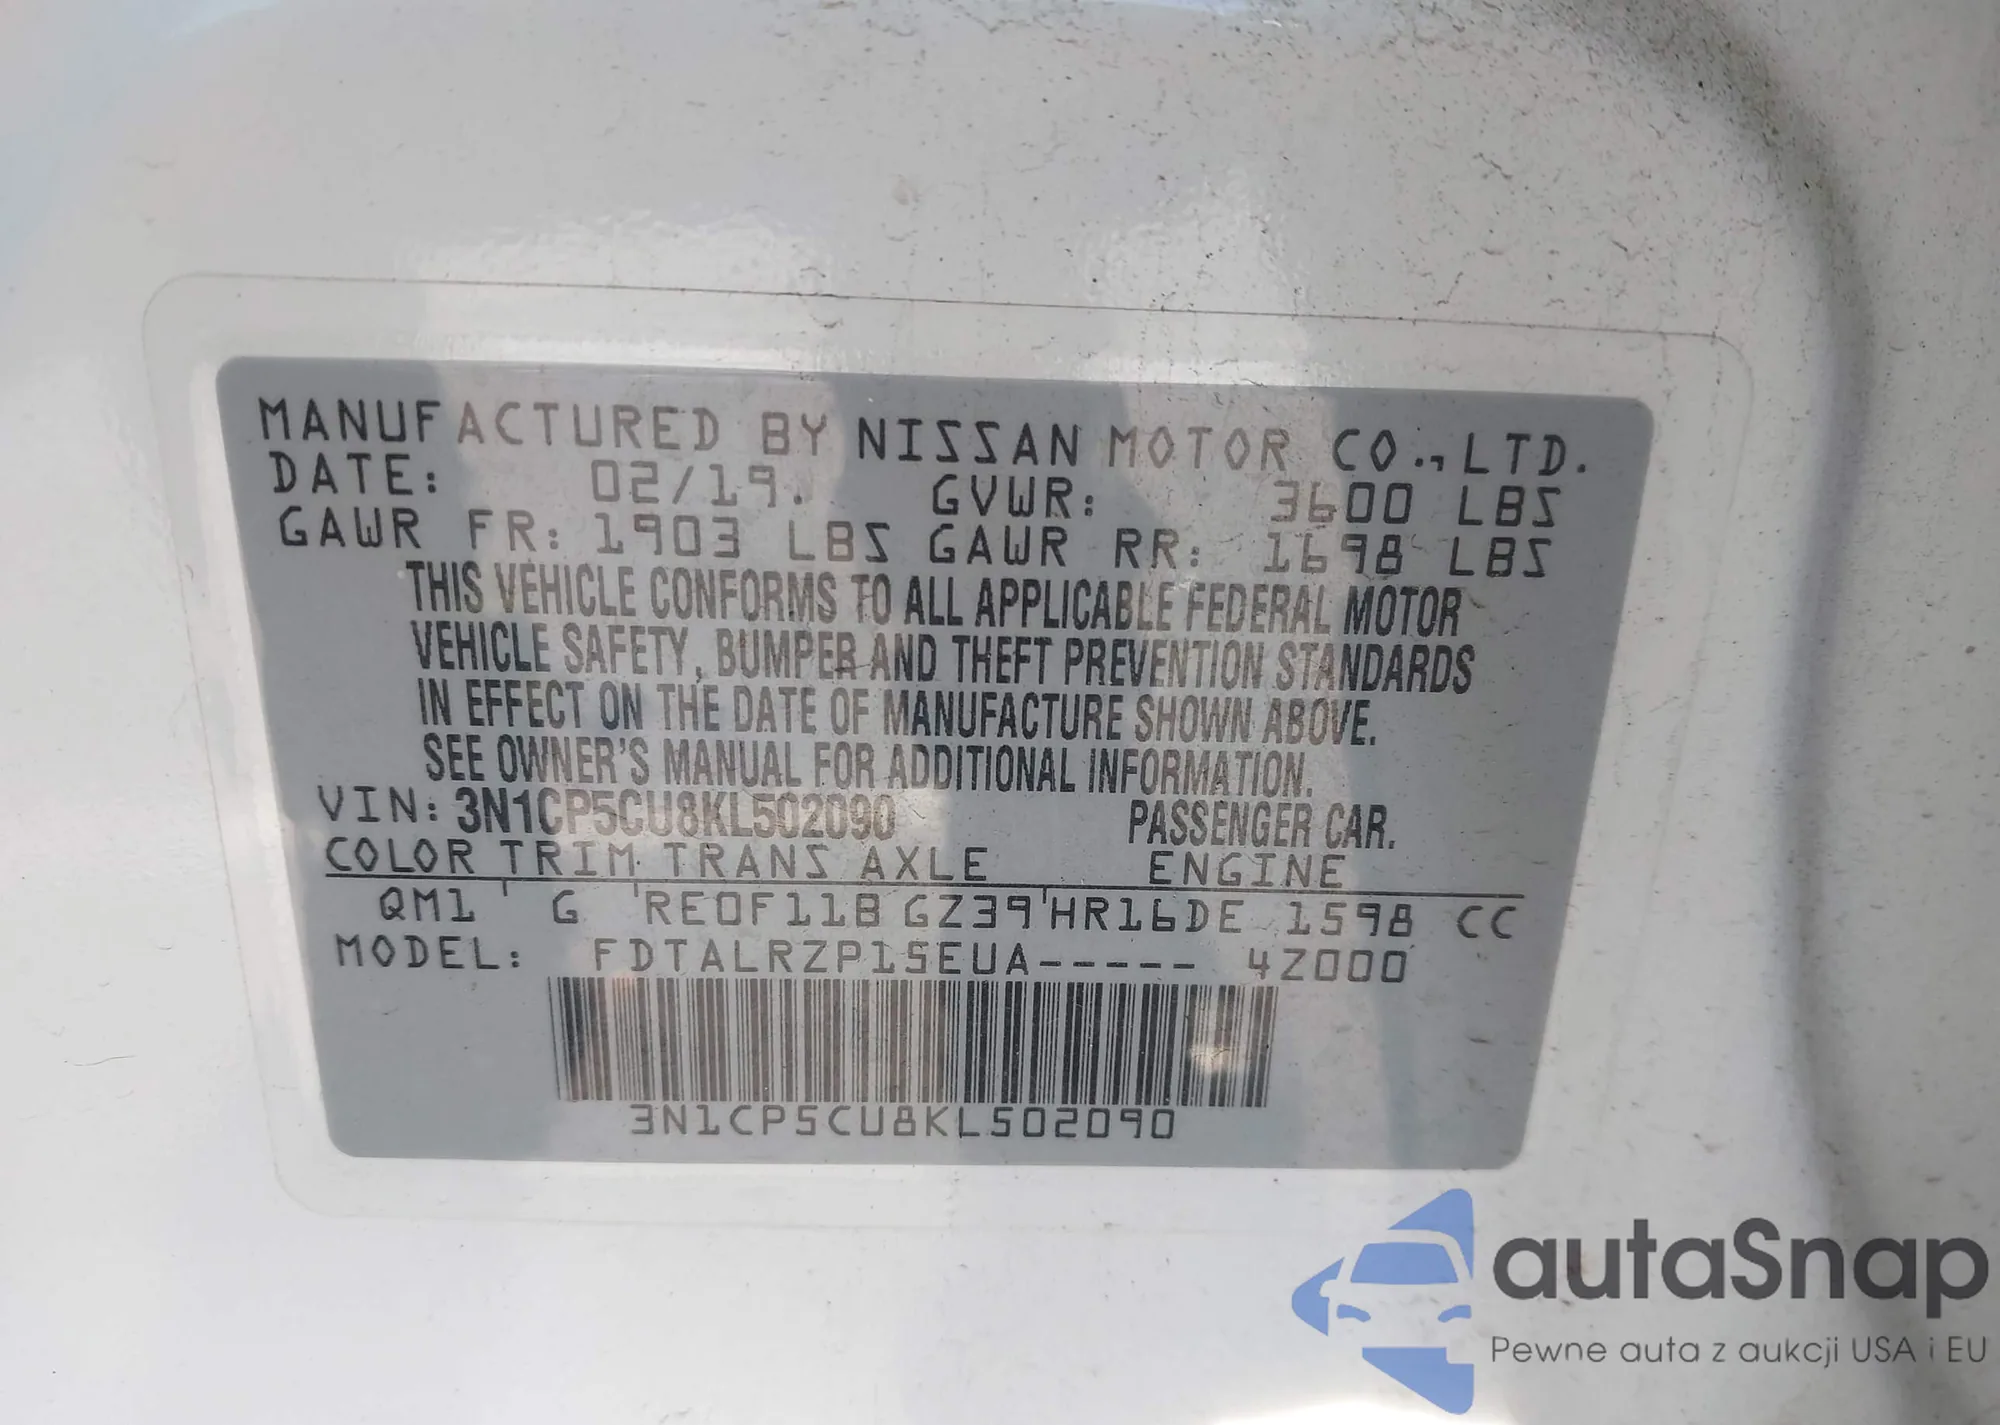 MANUFACTURED BY NISSAN MOTOR CO.,LTD.
DATE: 02/19. GVWR: 3600 LBS
GAWR FR: 1903 LBS GAWR RR: 1698 LBS
THIS VEHICLE CONFORMS TO ALL APPLICABLE FEDERAL MOTOR
VEHICLE SAFETY, BUMPER AND THEFT PREVENTION STANDARDS
IN EFFECT ON THE DATE OF MANUFACTURE SHOWN ABOVE.
SEE OWNER'S MANUAL FOR ADDITIONAL INFORMATION.
VIN: 3N1CP5CU8KL502090 PASSENGER CAR.
COLOR TRIM TRANS AXLE ENGINE
QM1 G RE0F11B GZ39 HR16DE 1598 CC
MODEL: FDTALRZP15EUA----- 4Z000
3N1CP5CU8KL502090
autaSnap
Pewne auta z aukcji USA i EU